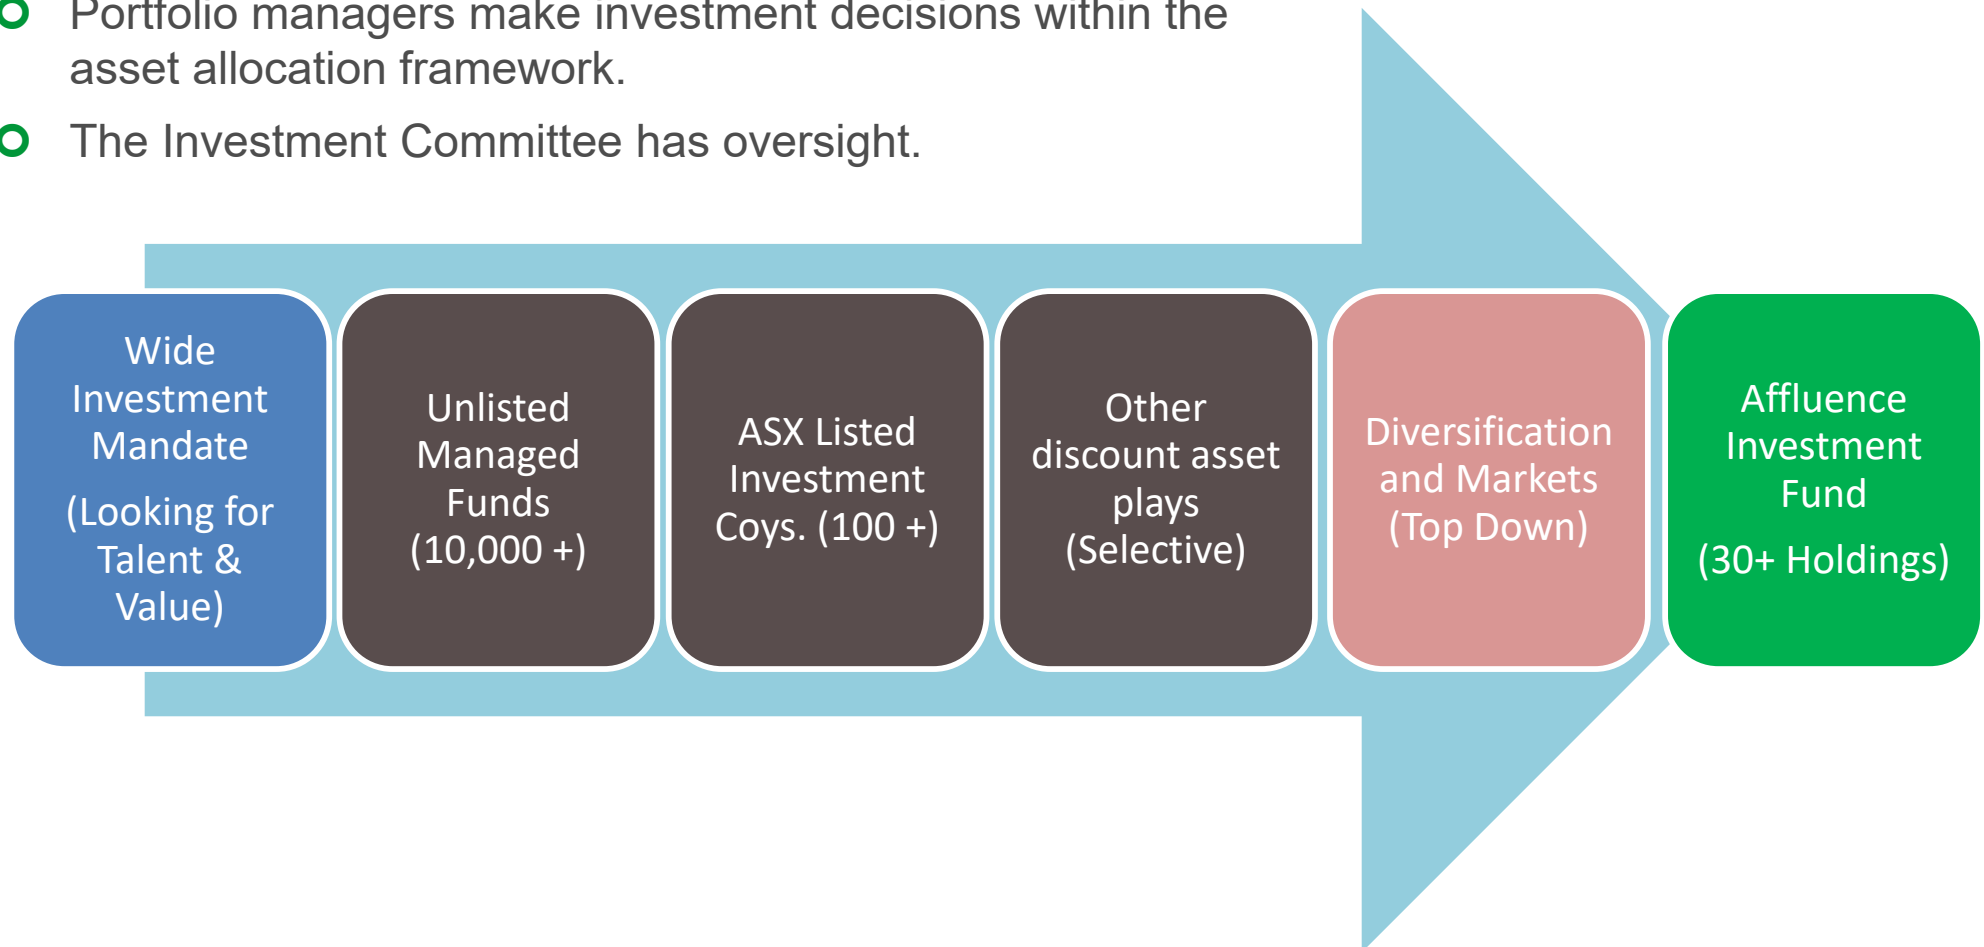 Portfolio managers make investment decisions within the
asset allocation framework.
The Investment Committee has oversight.
Wide
Investment
Mandate
(Looking for
Talent &
Value)
Unlisted
Managed
Funds
(10,000 +)
ASX Listed
Investment
Coys. (100 +)
Other
discount asset
plays
(Selective)
Diversification
and Markets
(Top Down)
Affluence
Investment
Fund
(30+ Holdings)